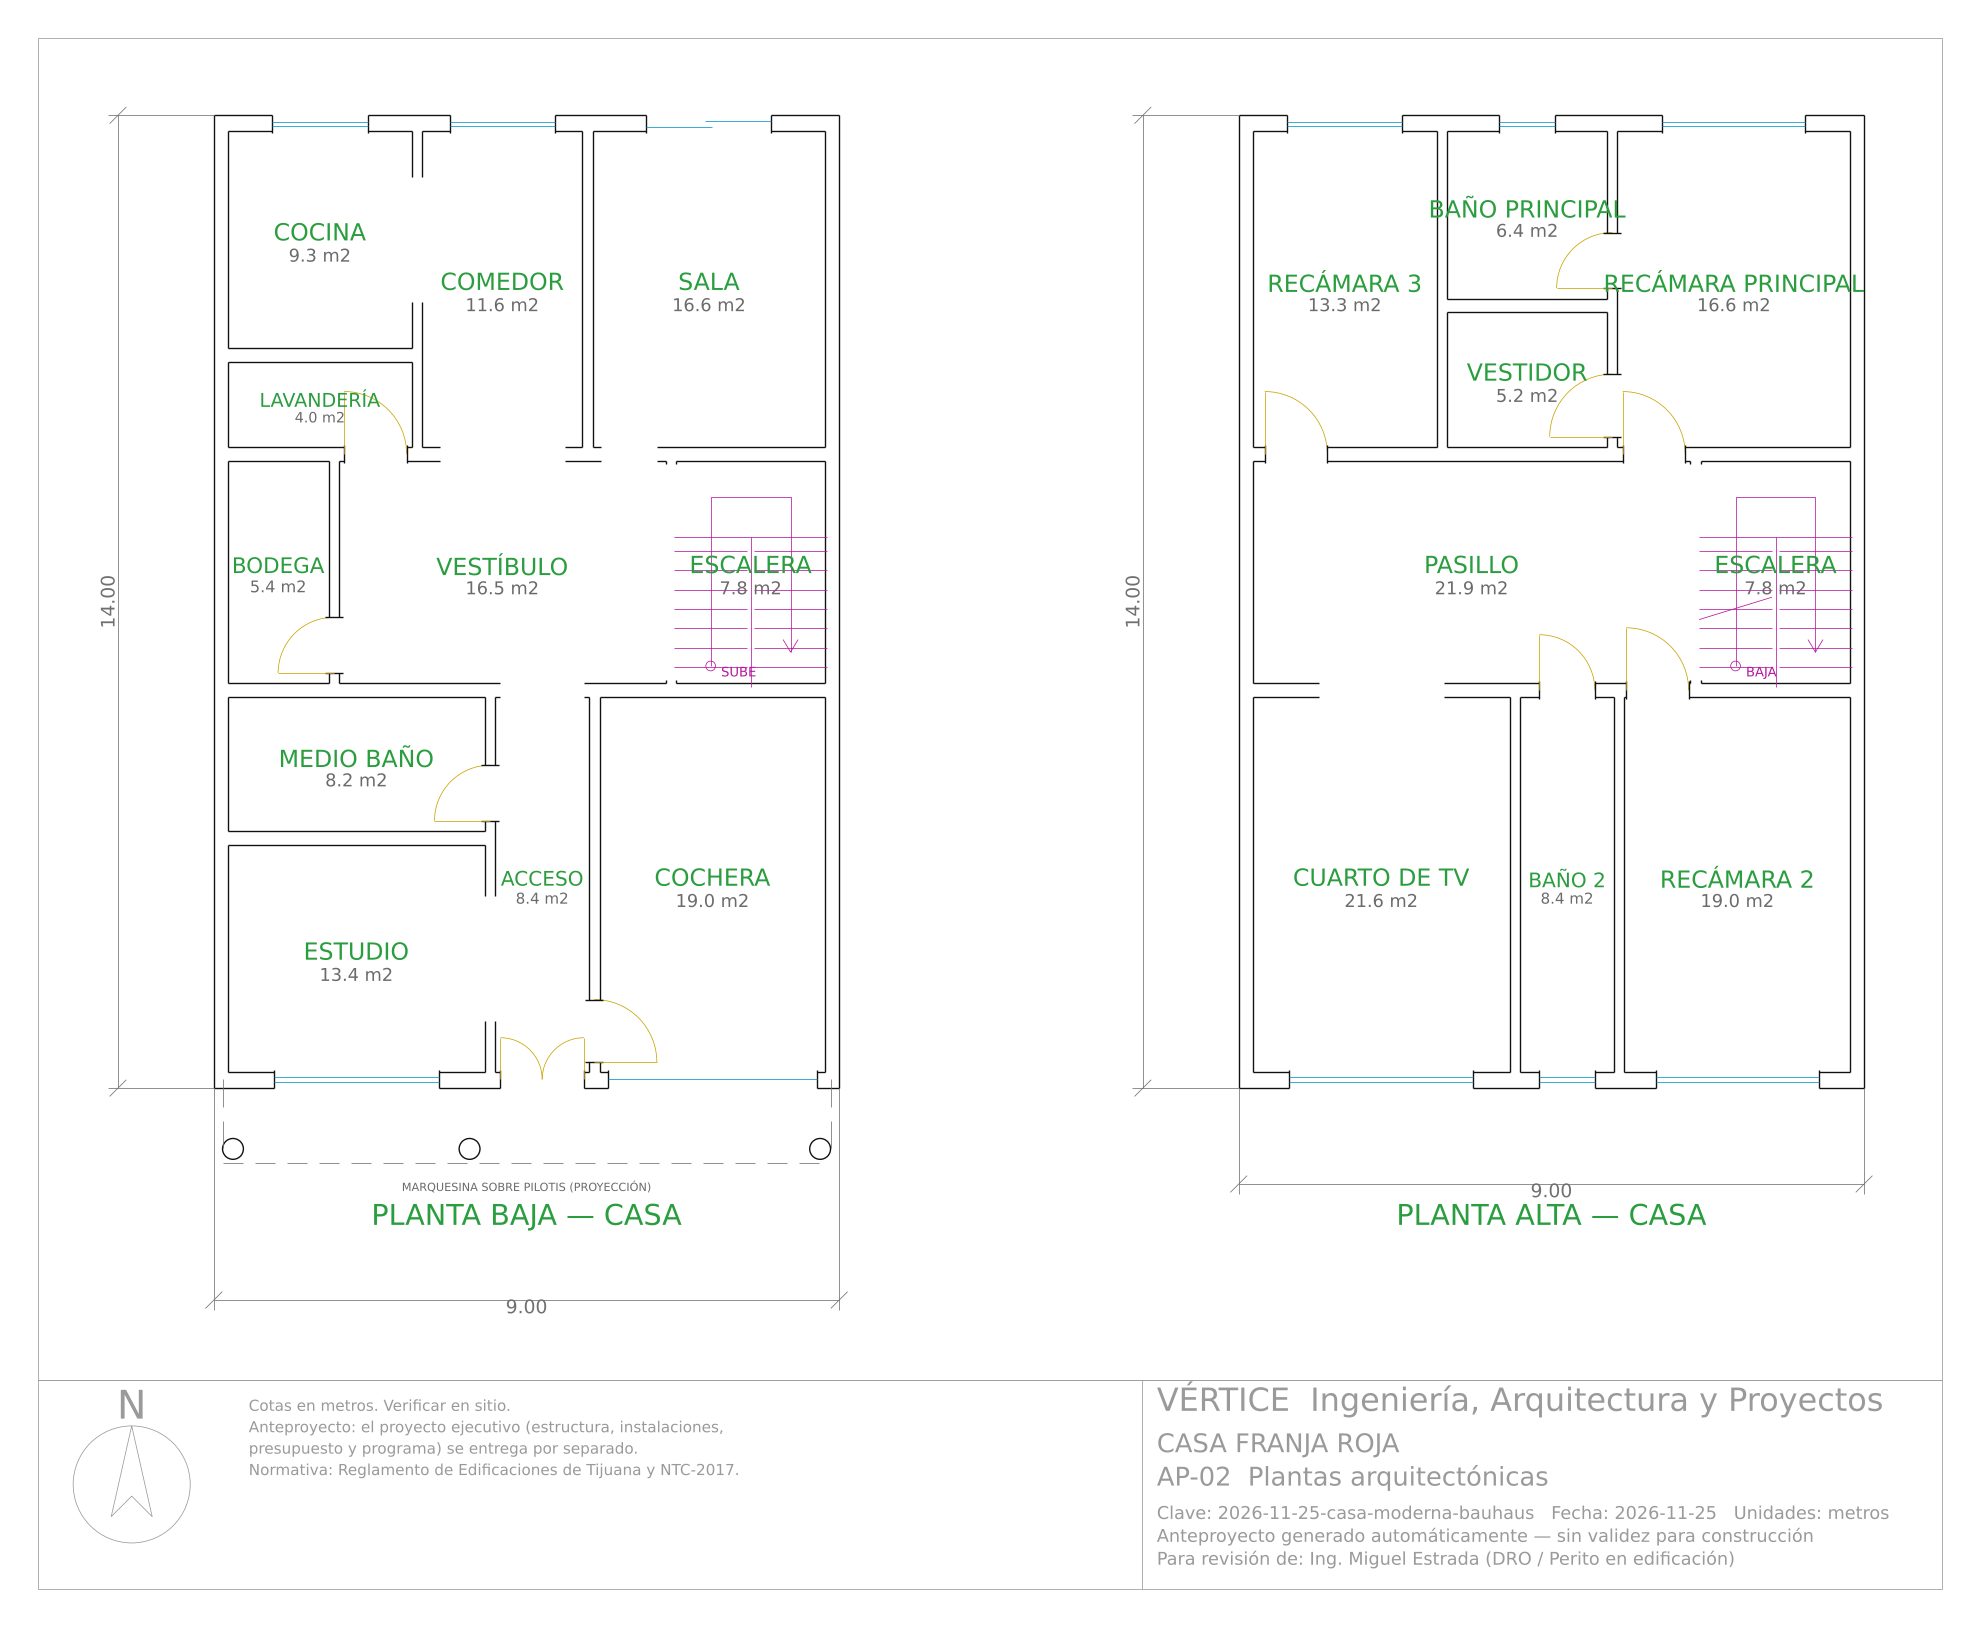 COCINA
9.3 m2
COMEDOR
11.6 m2
SALA
16.6 m2
LAVANDERÍA
4.0 m2
BODEGA
5.4 m2
VESTÍBULO
16.5 m2
ESCALERA
7.8 m2
SUBE
14.00
MEDIO BAÑO
8.2 m2
ACCESO
8.4 m2
COCHERA
19.0 m2
ESTUDIO
13.4 m2
MARQUESINA SOBRE PILOTIS (PROYECCIÓN)
PLANTA BAJA — CASA
9.00
BAÑO PRINCIPAL
6.4 m2
RECÁMARA 3
13.3 m2
RECÁMARA PRINCIPAL
16.6 m2
VESTIDOR
5.2 m2
PASILLO
21.9 m2
ESCALERA
7.8 m2
BAJA
14.00
CUARTO DE TV
21.6 m2
BAÑO 2
8.4 m2
RECÁMARA 2
19.0 m2
9.00
PLANTA ALTA — CASA
N
Cotas en metros. Verificar en sitio.
Anteproyecto: el proyecto ejecutivo (estructura, instalaciones,
presupuesto y programa) se entrega por separado.
Normativa: Reglamento de Edificaciones de Tijuana y NTC-2017.
VÉRTICE  Ingeniería, Arquitectura y Proyectos
CASA FRANJA ROJA
AP-02  Plantas arquitectónicas
Clave: 2026-11-25-casa-moderna-bauhaus   Fecha: 2026-11-25   Unidades: metros
Anteproyecto generado automáticamente — sin validez para construcción
Para revisión de: Ing. Miguel Estrada (DRO / Perito en edificación)